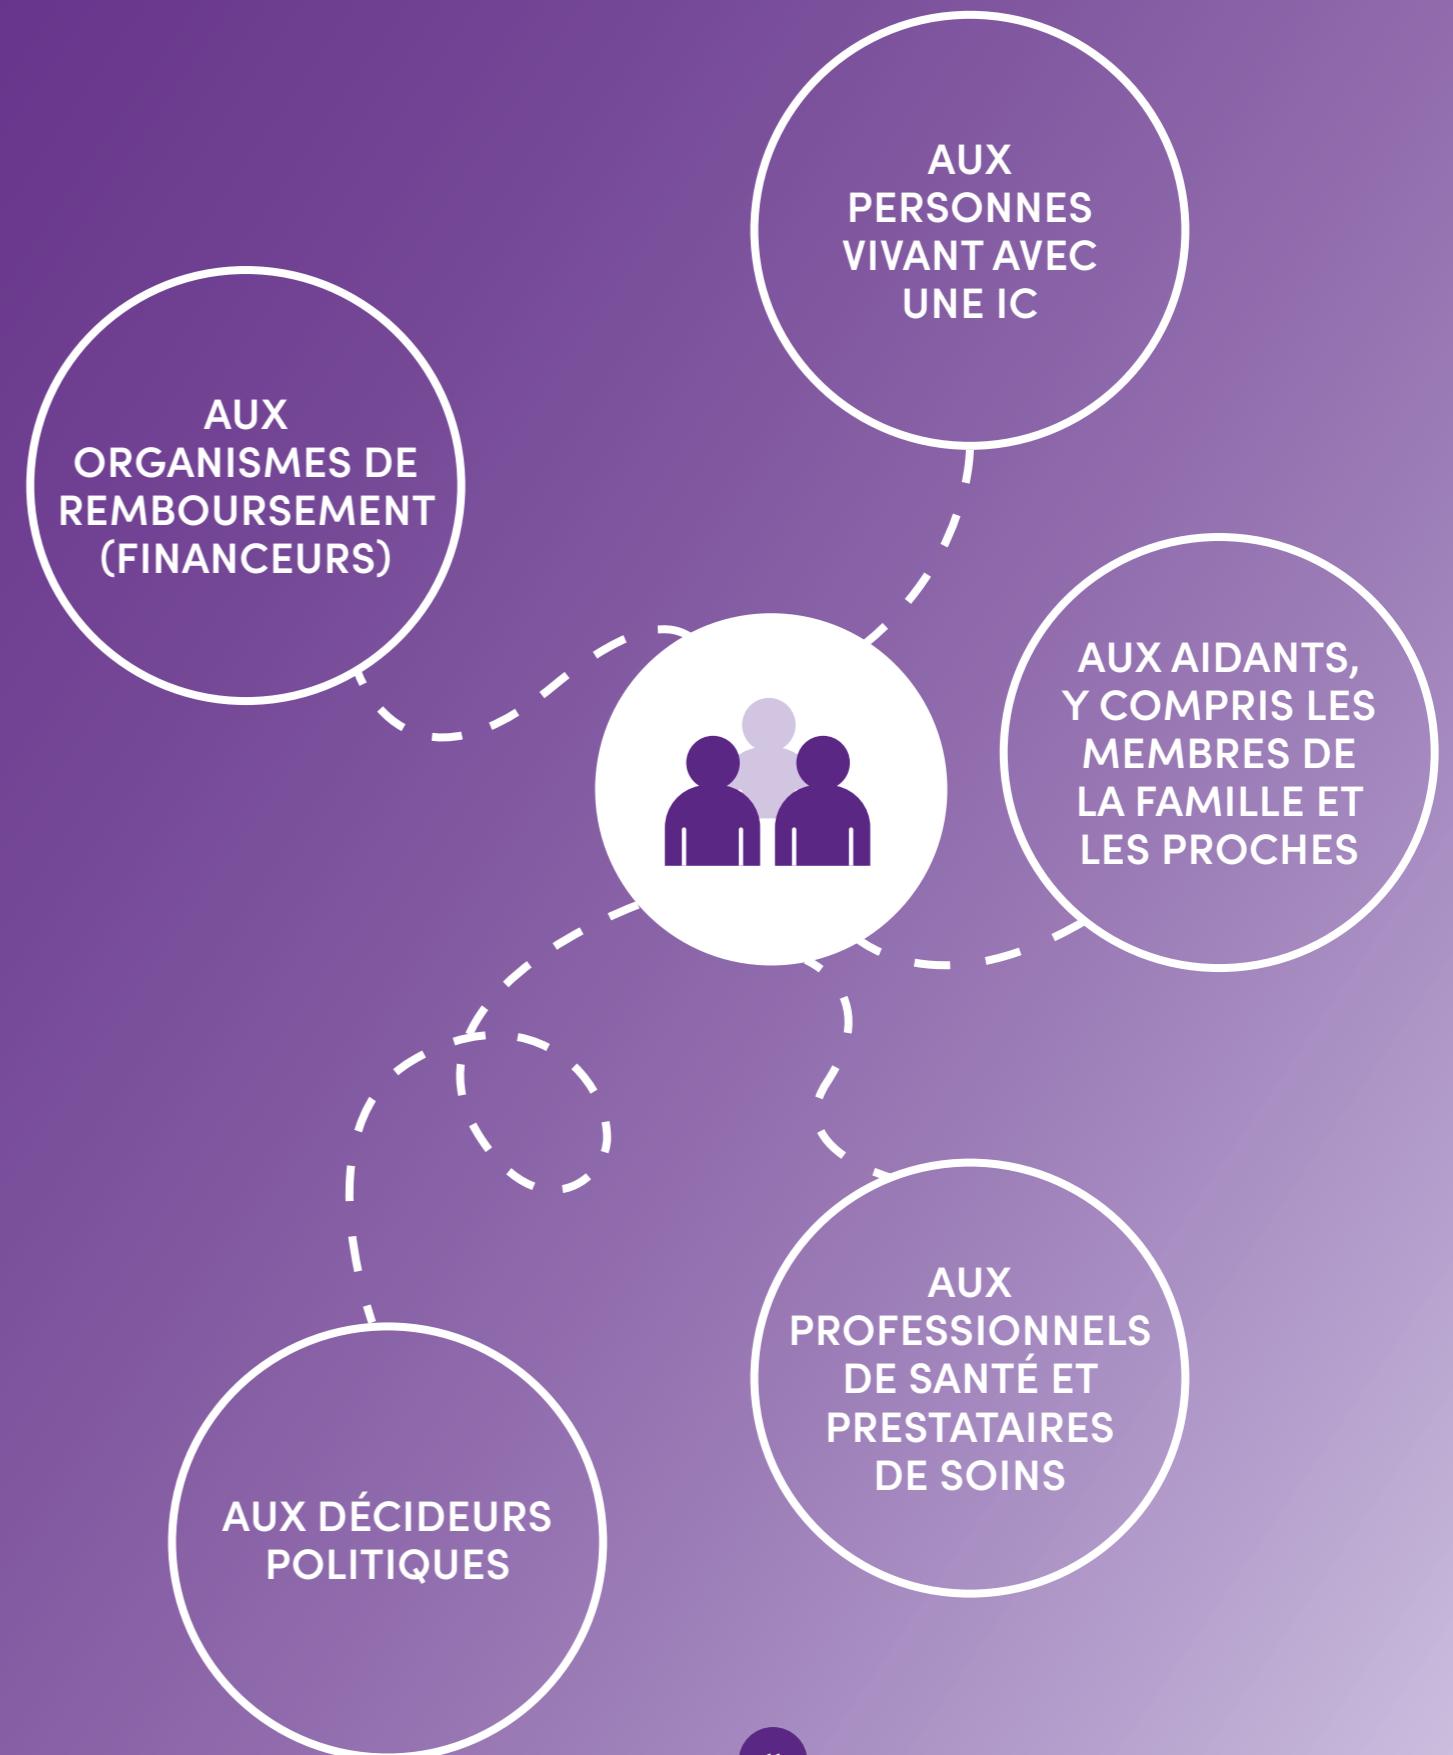 AUX
PERSONNES
VIVANT AVEC
UNE IC
AUX
ORGANISMES DE
REMBOURSEMENT
(FINANCEURS)
AUX AIDANTS,
Y COMPRIS LES
MEMBRES DE
LA FAMILLE ET
LES PROCHES
AUX
PROFESSIONNELS
DE SANTÉ ET
PRESTATAIRES
DE SOINS
AUX DÉCIDEURS
POLITIQUES